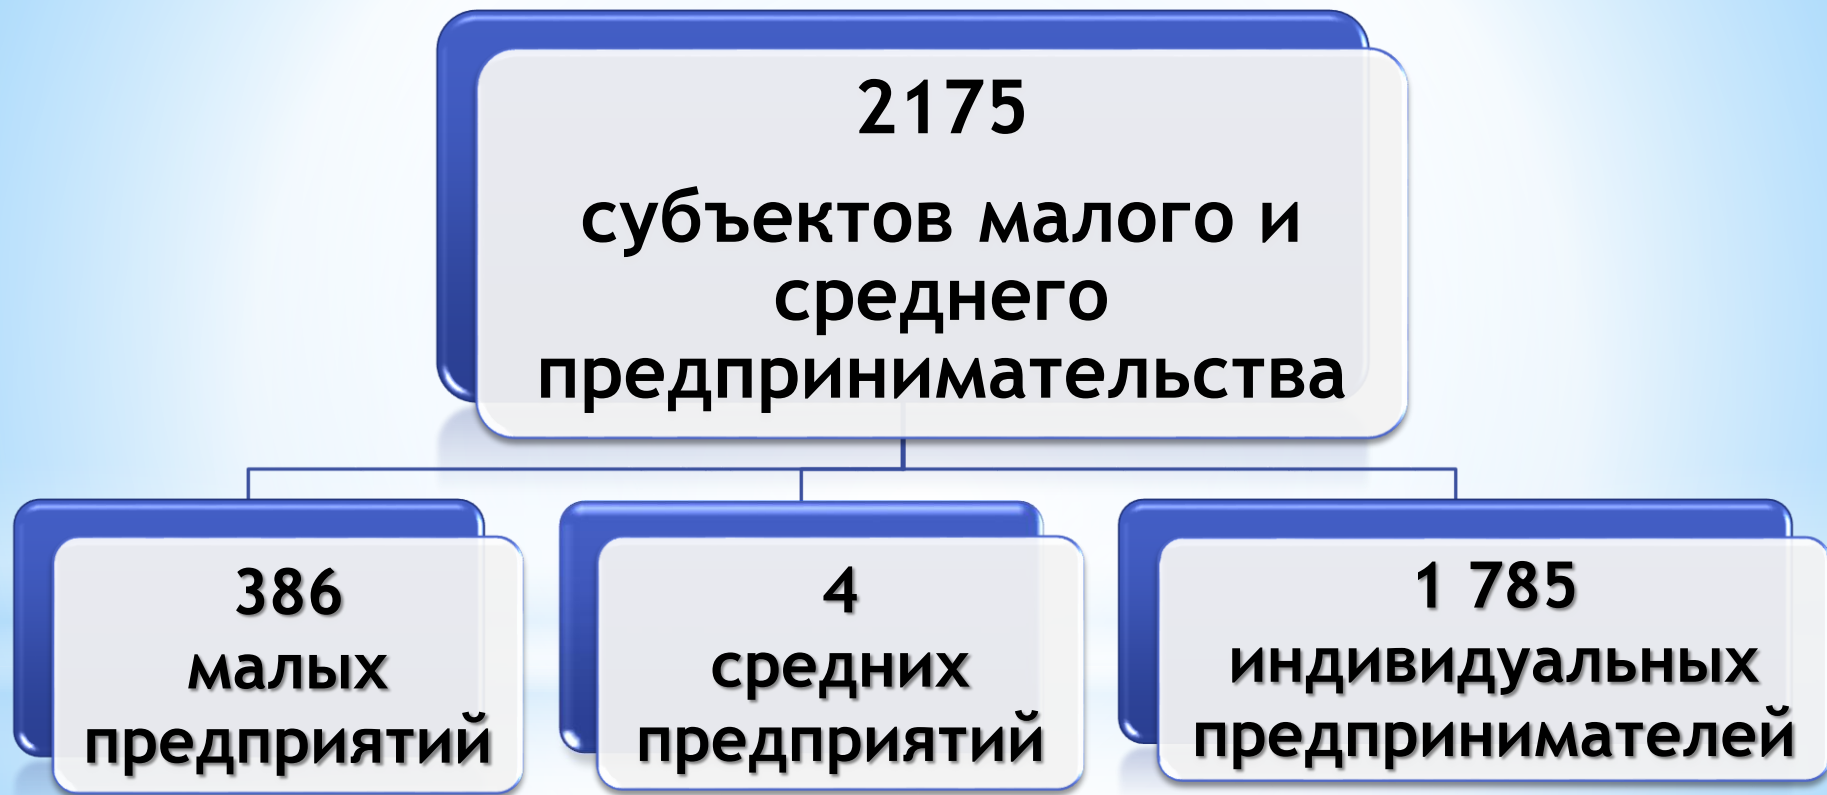 2175
субъектов малого и
среднего
предпринимательства
386
малых
предприятий
4
средних
предприятий
1 785
индивидуальных
предпринимателей